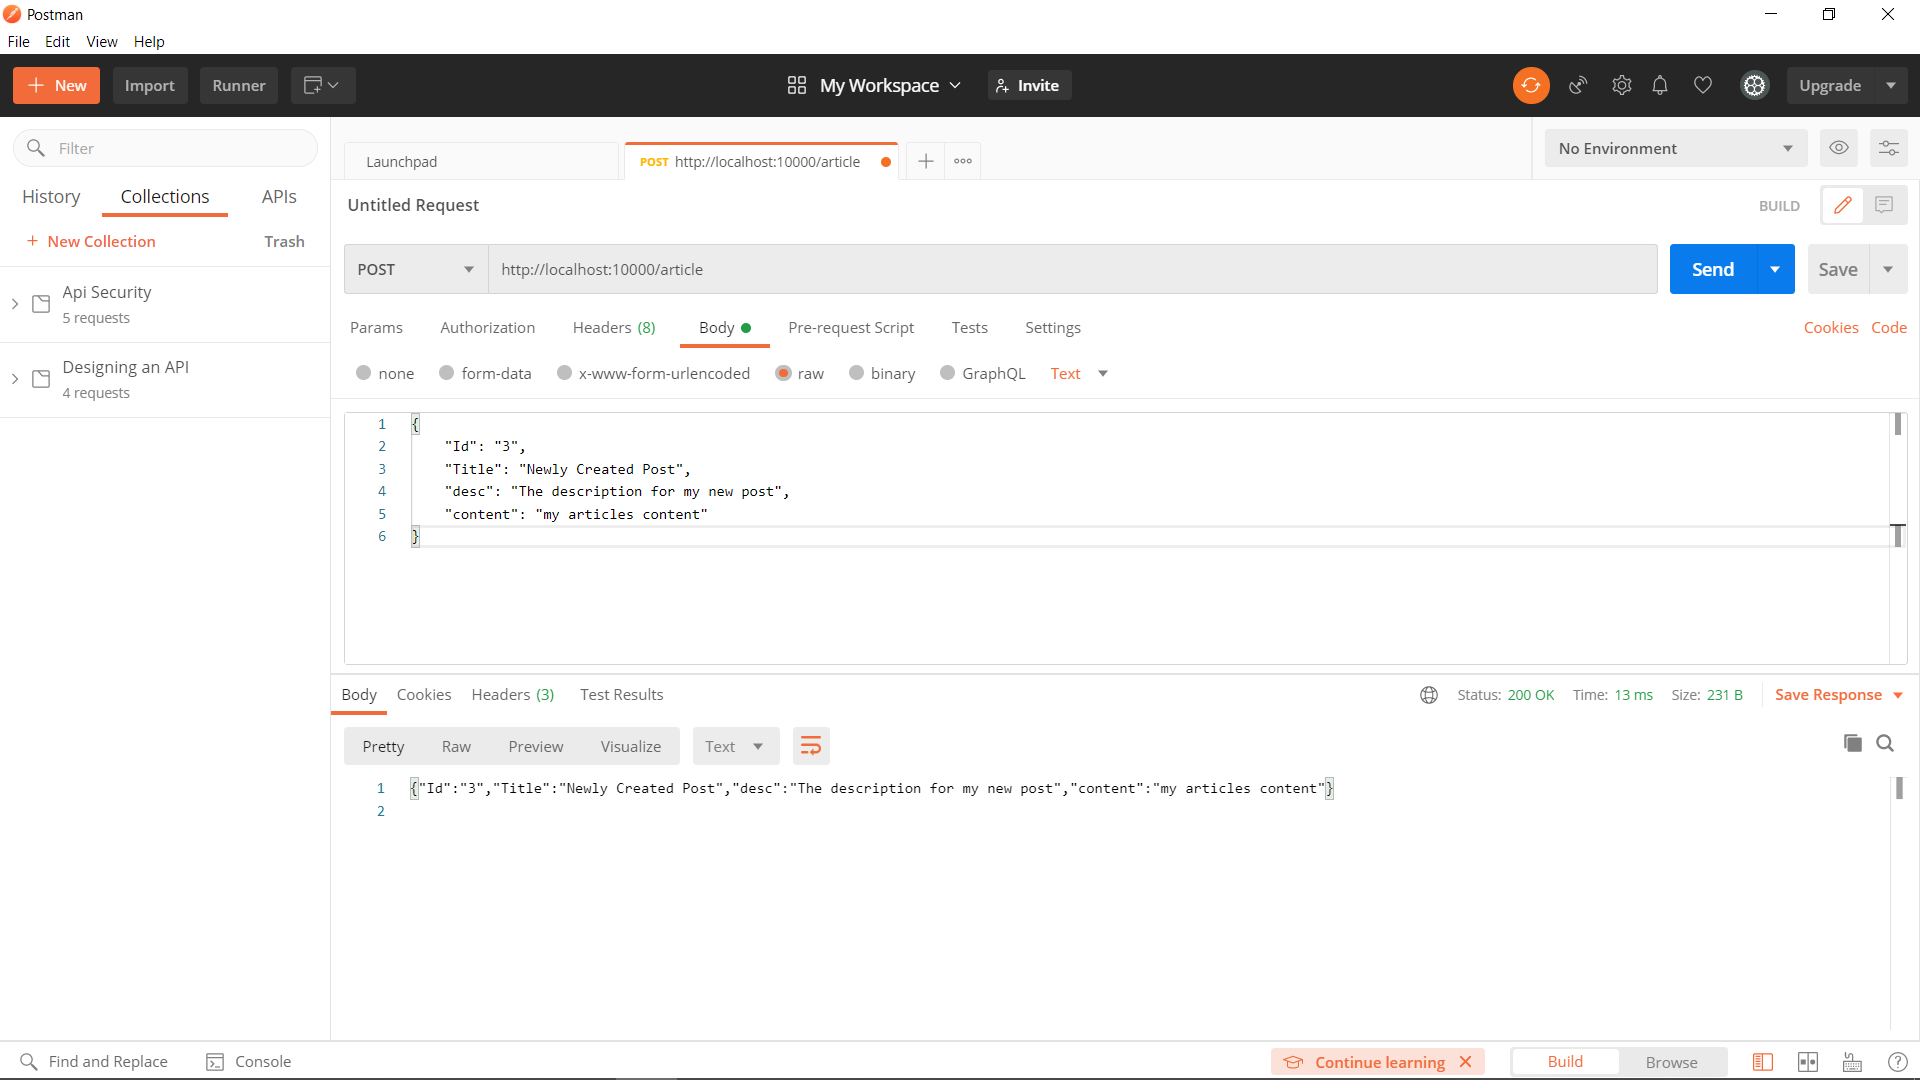 Postman
File Edit View Help
New Import Runner My Workspace Invite Upgrade
Filter
History Collections APIs
+ New Collection Trash
Api Security
5 requests
Designing an API
4 requests
Launchpad POST http://localhost:10000/article No Environment
Untitled Request BUILD
POST http://localhost:10000/article Send Save
Params Authorization Headers (8) Body Pre-request Script Tests Settings Cookies Code
none form-data x-www-form-urlencoded raw binary GraphQL Text
1 {
2 "Id": "3",
3 "Title": "Newly Created Post",
4 "desc": "The description for my new post",
5 "content": "my articles content"
6 }
Body Cookies Headers (3) Test Results Status: 200 OK Time: 13 ms Size: 231 B Save Response
Pretty Raw Preview Visualize Text
1 {"Id":"3","Title":"Newly Created Post","desc":"The description for my new post","content":"my articles content"}
2
Find and Replace Console Continue learning Build Browse